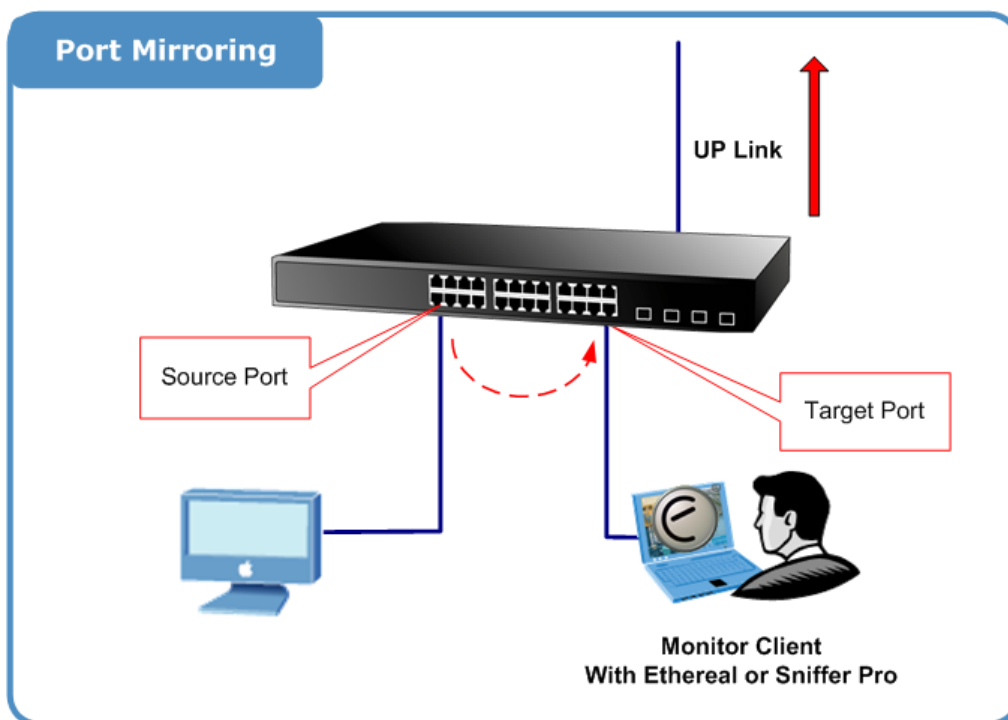 Port Mirroring
UP Link
Source Port
Target Port
Monitor Client
With Ethereal or Sniffer Pro